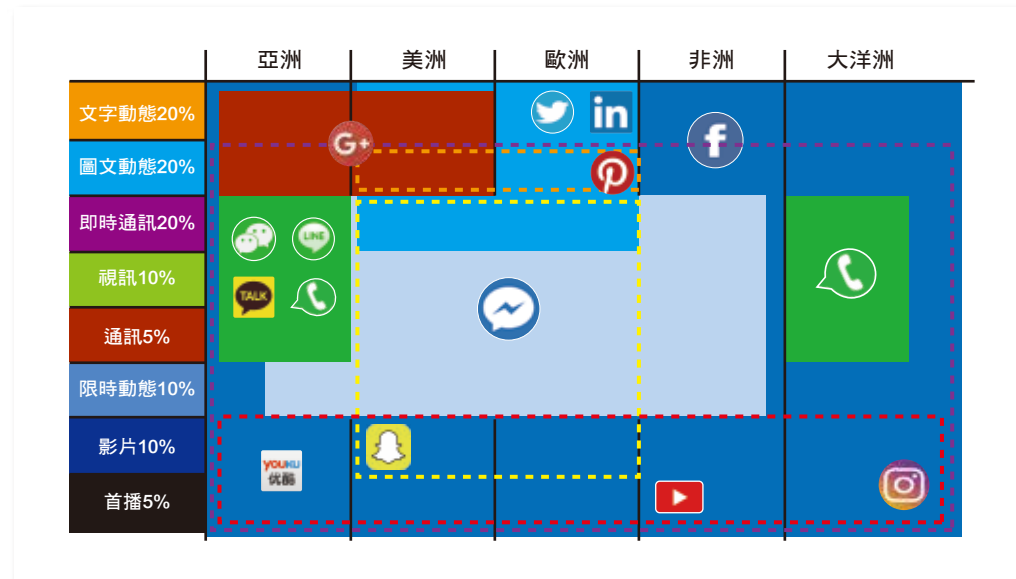 亞洲 美洲 歐洲 非洲 大洋洲
文字動態20%
圖文動態20%
即時通訊20%
視訊10%
通訊5%
限時動態10%
影片10%
首播5%
G+
in
f
LINE
TALK
YOUKU
优酷